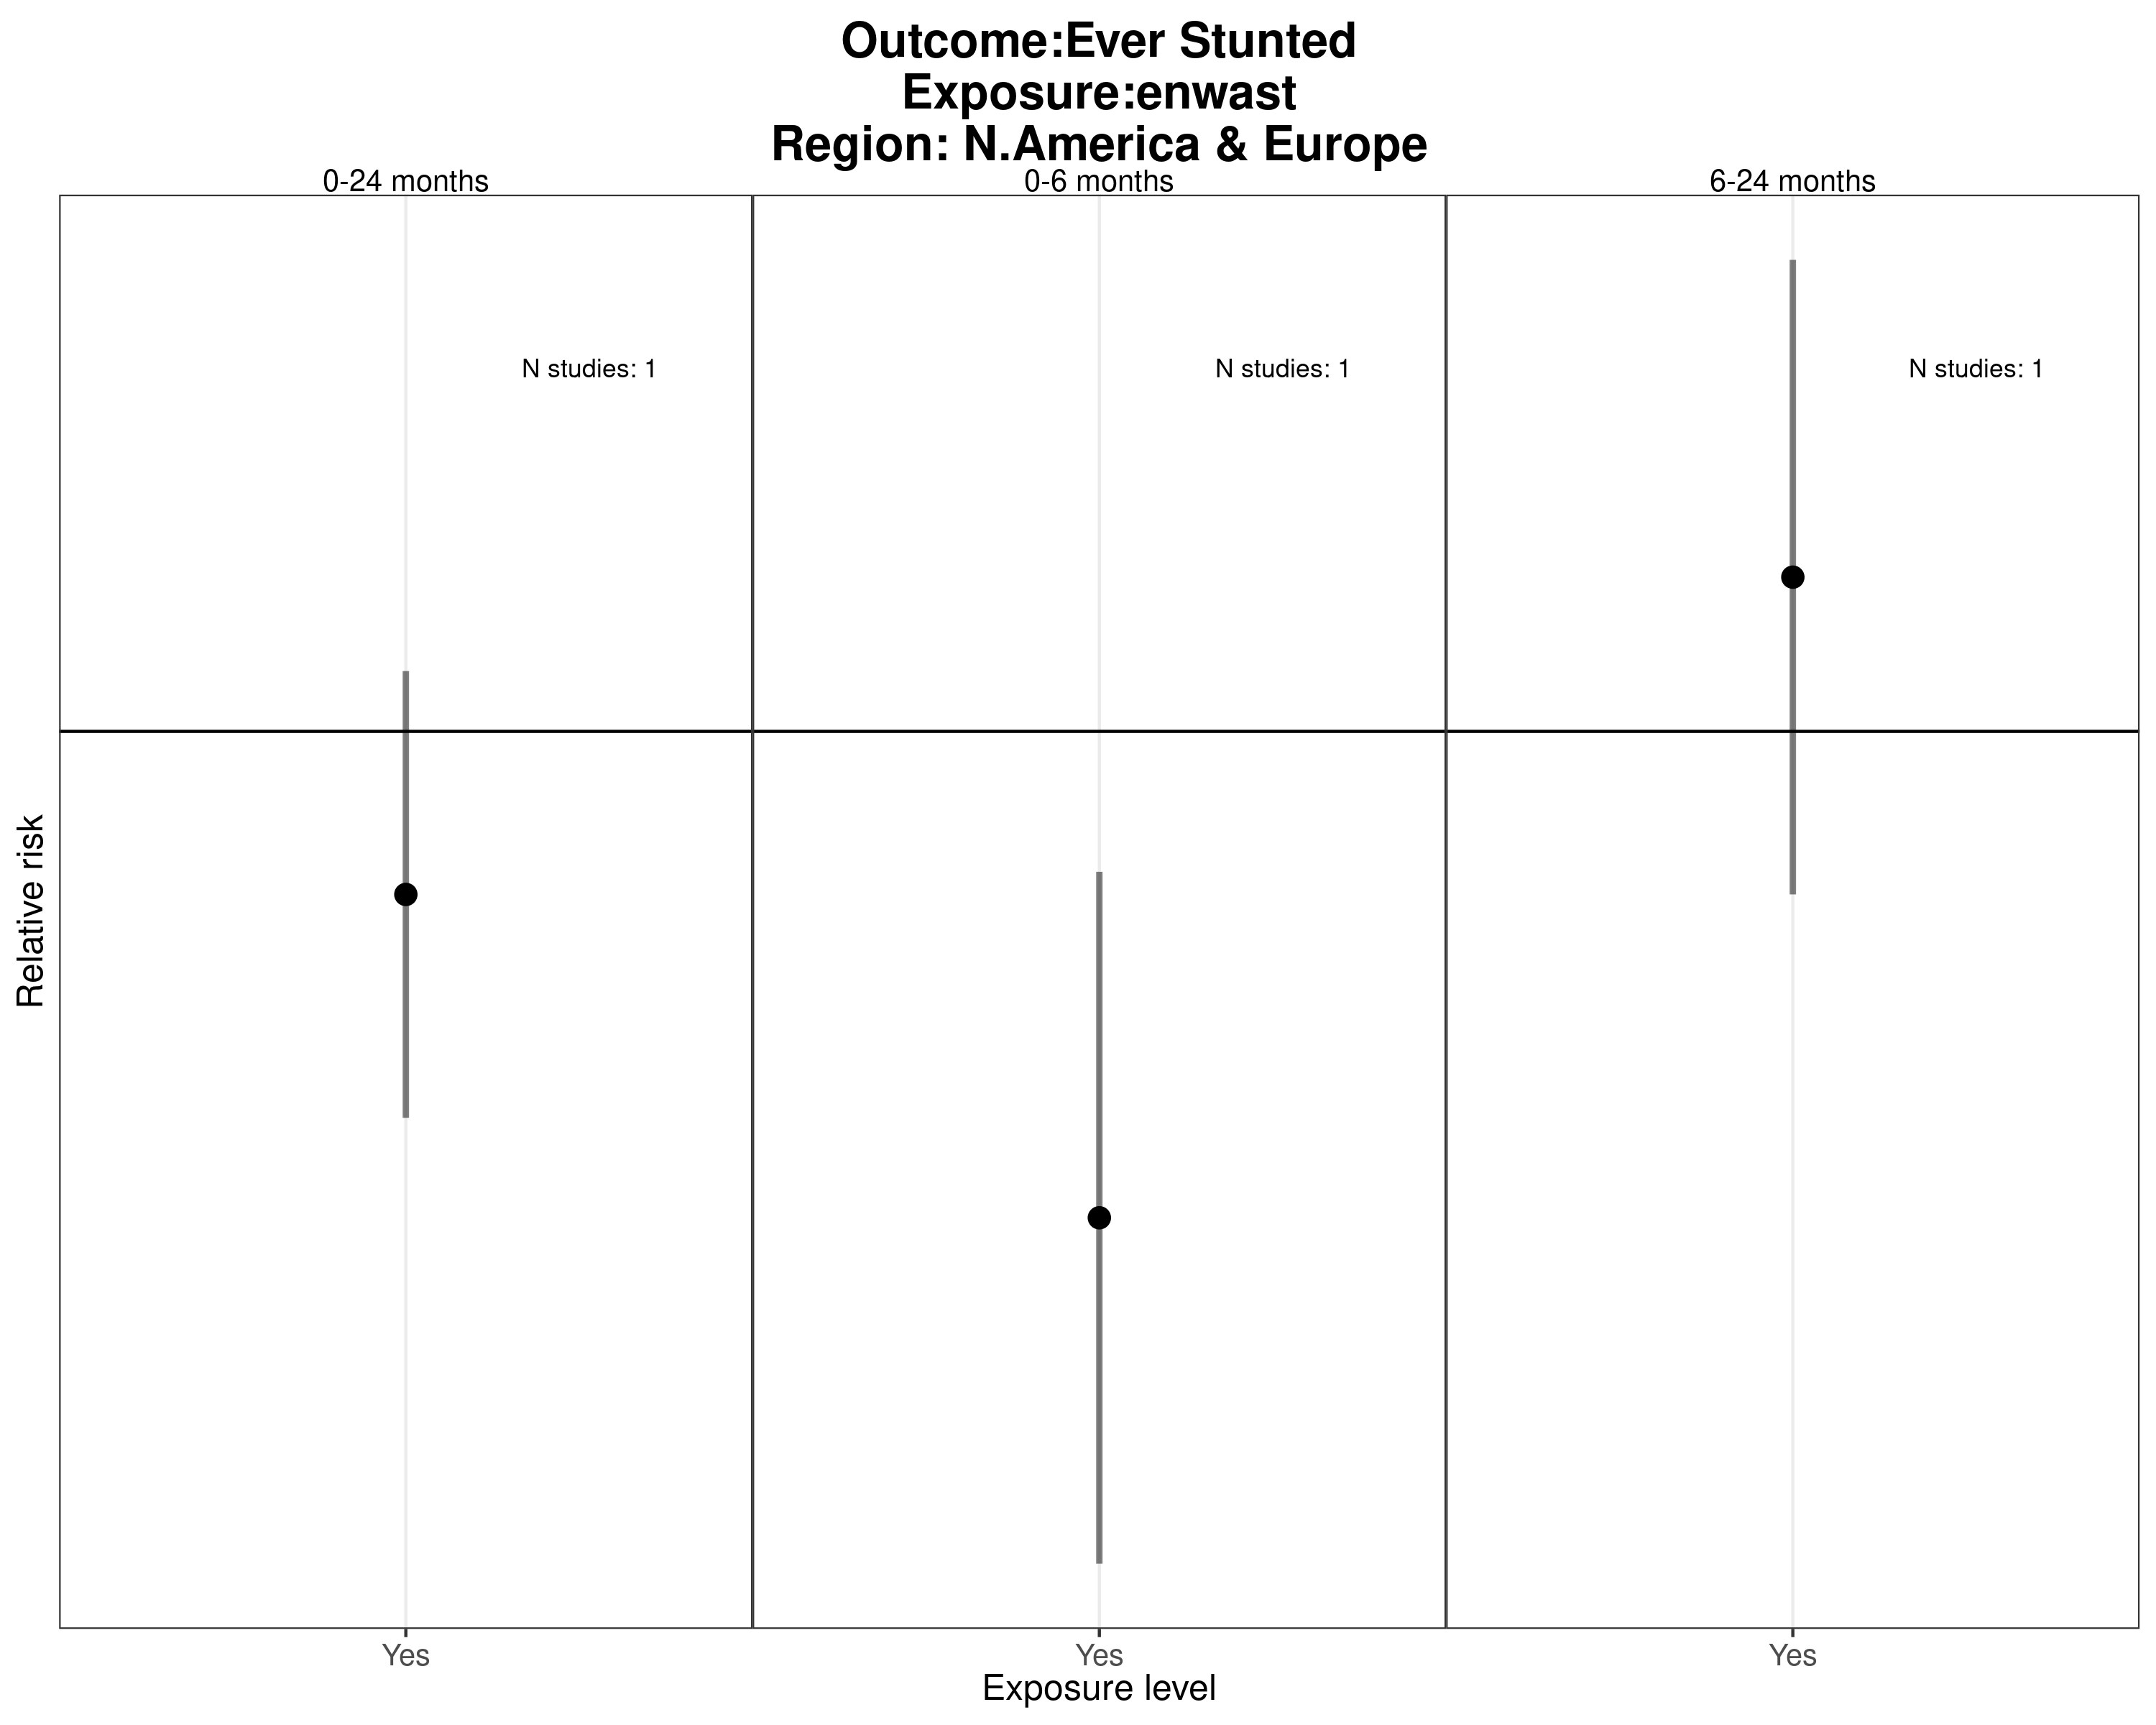 Outcome:Ever Stunted
Exposure:enwast
Region: N.America & Europe
0-24 months
0-6 months
6-24 months
N studies: 1
N studies: 1
N studies: 1
Relative risk
Yes
Yes
Yes
Exposure level